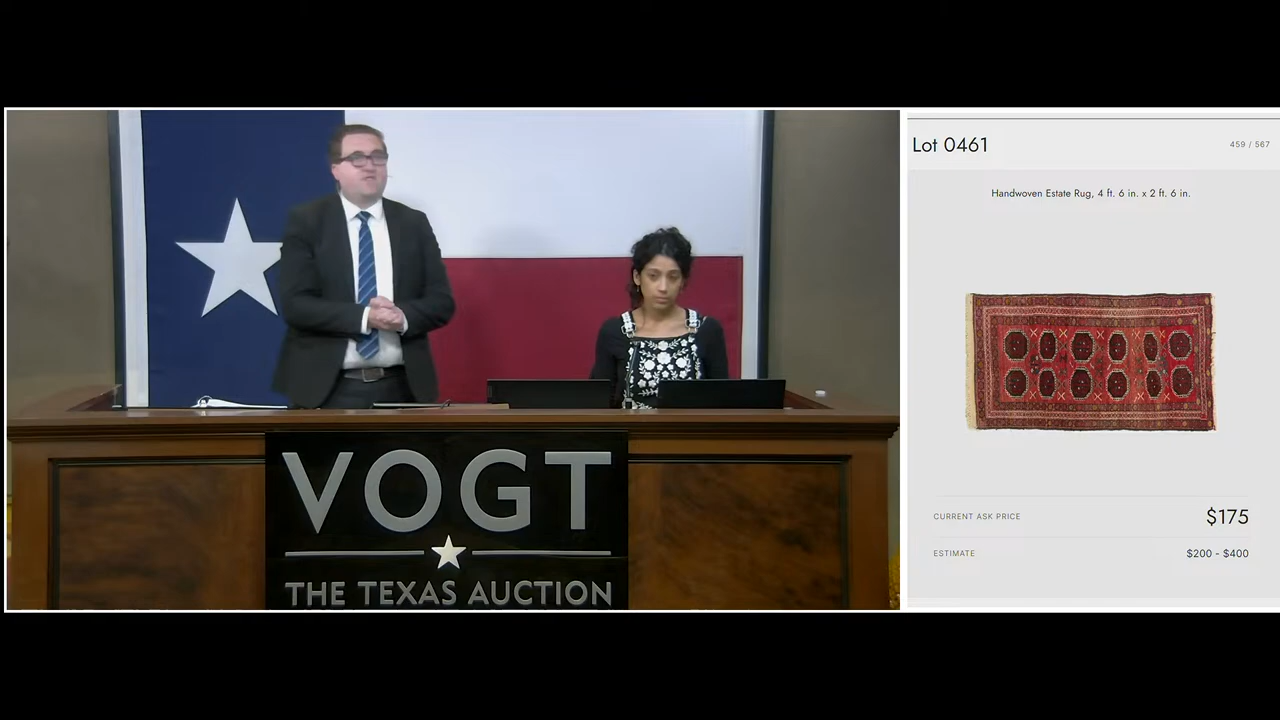 VOGT
THE TEXAS AUCTION
Lot 0461
459 / 567
Handwoven Estate Rug, 4 ft. 6 in. x 2 ft. 6 in.
CURRENT ASK PRICE
$175
ESTIMATE
$200 - $400